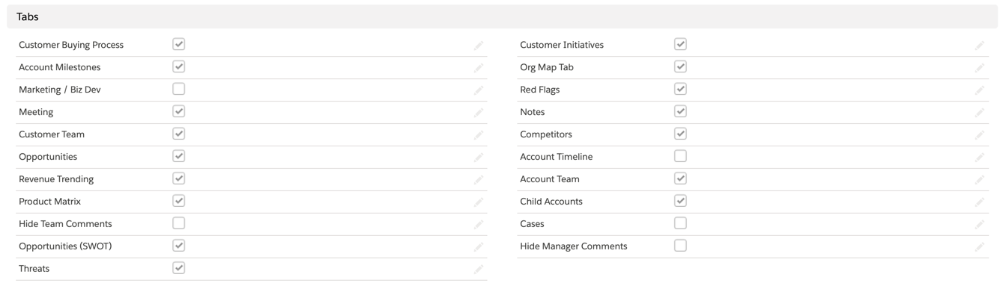 Tabs
Customer Buying Process
Customer Initiatives
Account Milestones
Org Map Tab
Marketing / Biz Dev
Red Flags
Meeting
Notes
Customer Team
Competitors
Opportunities
Account Timeline
Revenue Trending
Account Team
Product Matrix
Child Accounts
Hide Team Comments
Cases
Opportunities (SWOT)
Hide Manager Comments
Threats